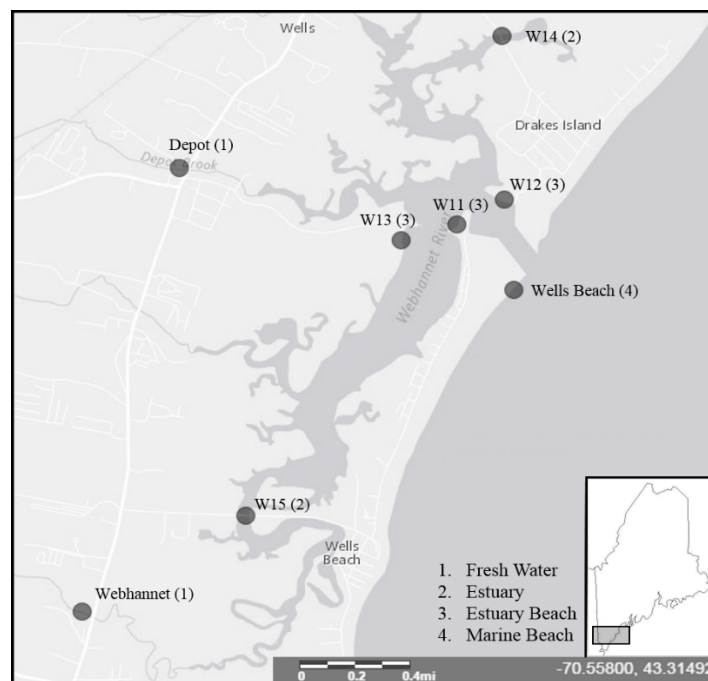 Wells
W14 (2)
Drakes Island
Depot (1)
Depot Brook
W12 (3)
W11 (3)
W13 (3)
Webhannet River
Wells Beach (4)
W15 (2)
Wells
Beach
Webhannet (1)
1. Fresh Water
2. Estuary
3. Estuary Beach
4. Marine Beach
0 0.2 0.4mi
-70.55800, 43.31492